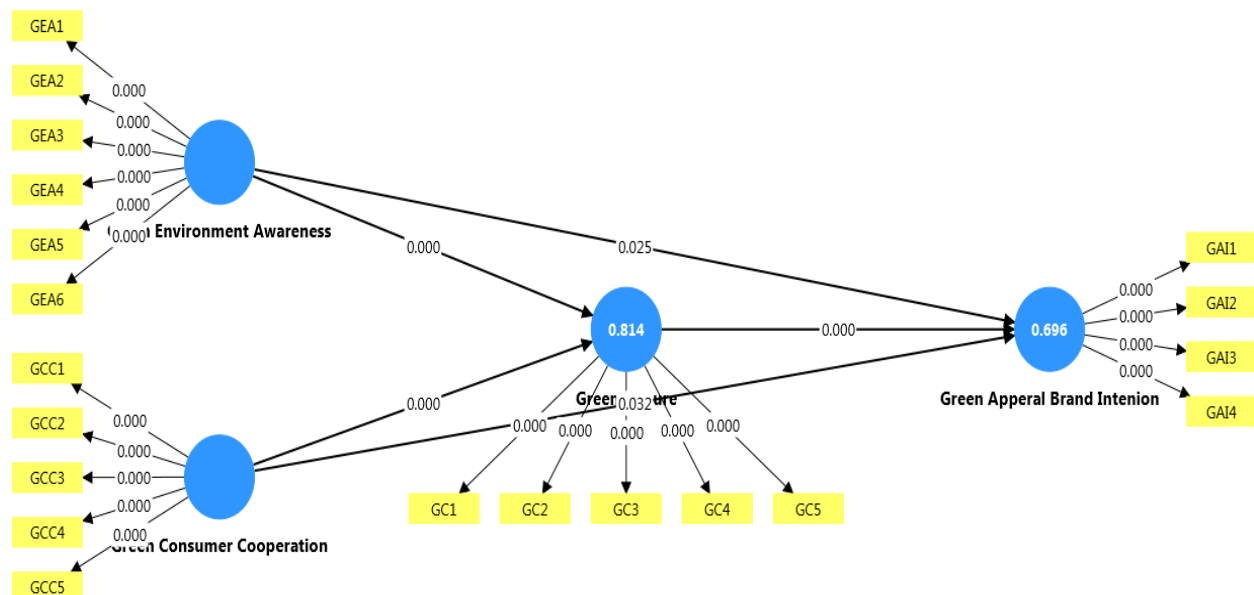 GEA1
GEA2
GEA3
GEA4
GEA5
GEA6
0.000
0.000
0.000
0.000
0.000
0.000
Environment Awareness
0.000
0.025
GCC1
GCC2
GCC3
GCC4
GCC5
0.000
0.000
0.000
0.000
0.000
Green Consumer Cooperation
0.000
0.032
0.814
Green
0.000
0.000
0.000
0.000
0.000
GC1
GC2
GC3
GC4
GC5
0.000
0.696
Green Apperal Brand Intenion
0.000
0.000
0.000
0.000
GAI1
GAI2
GAI3
GAI4